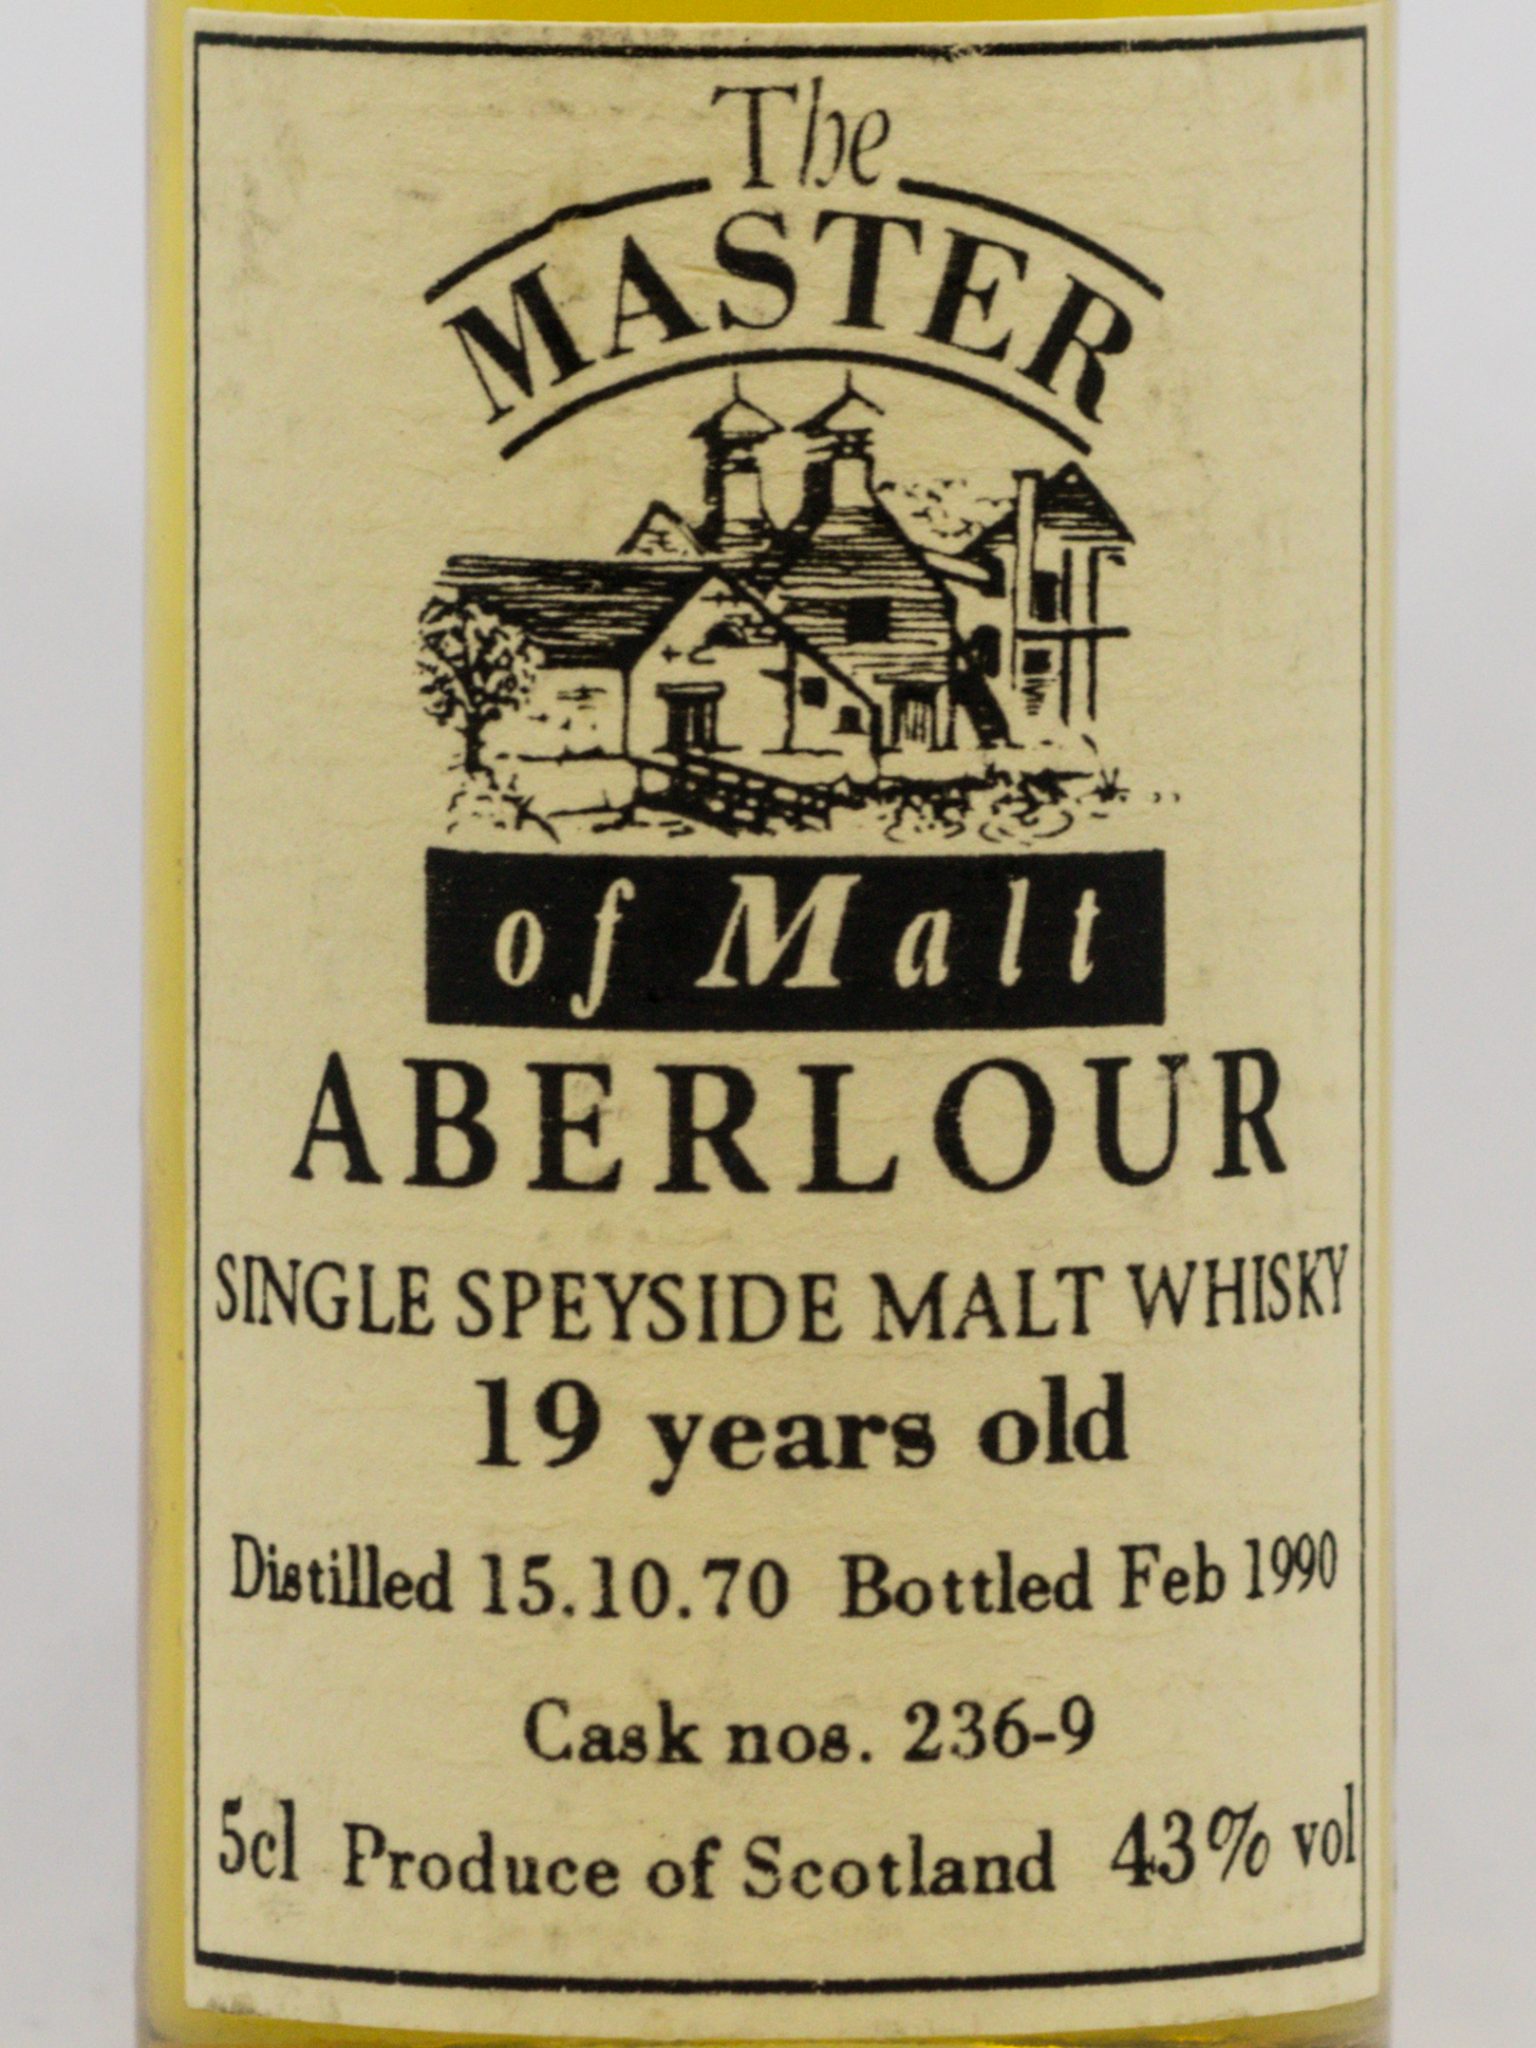 The
MASTER
of Malt
ABERLOUR
SINGLE SPEYSIDE MALT WHISKY
19 years old
Distilled 15.10.70 Bottled Feb 1990
Cask nos. 236-9
5cl Produce of Scotland 43% vol